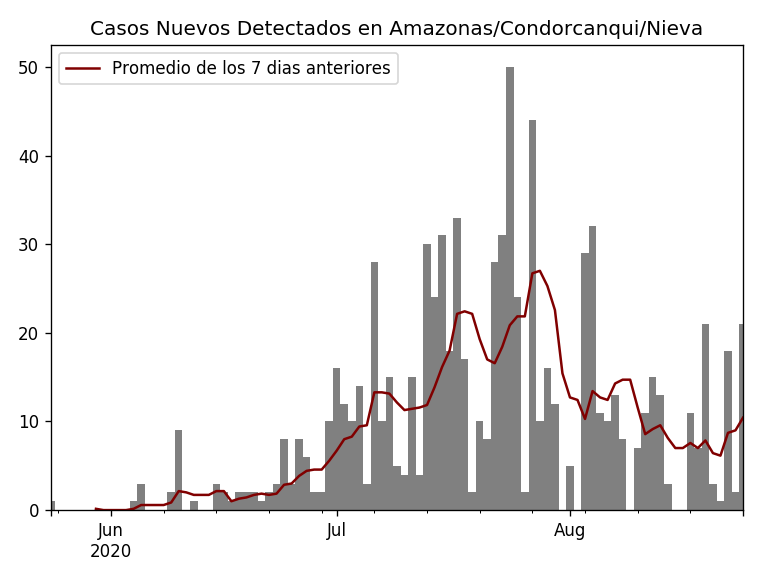 Casos Nuevos Detectados en Amazonas/Condorcanqui/Nieva
Promedio de los 7 dias anteriores
50
40
30
20
10
0
Jun
2020
Jul
Aug